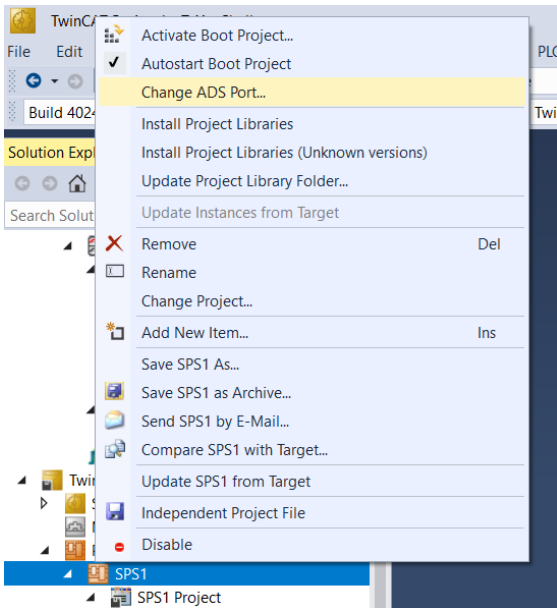 TwinCA
File Edit
PLC
Build 4024
Twi
Solution Expl
Search Solut
Activate Boot Project...
Autostart Boot Project
Change ADS Port...
Install Project Libraries
Install Project Libraries (Unknown versions)
Update Project Library Folder...
Update Instances from Target
Remove Del
Rename
Change Project...
Add New Item... Ins
Save SPS1 As...
Save SPS1 as Archive...
Send SPS1 by E-Mail...
Compare SPS1 with Target...
Update SPS1 from Target
Independent Project File
Disable
Twi
SPS1
SPS1 Project